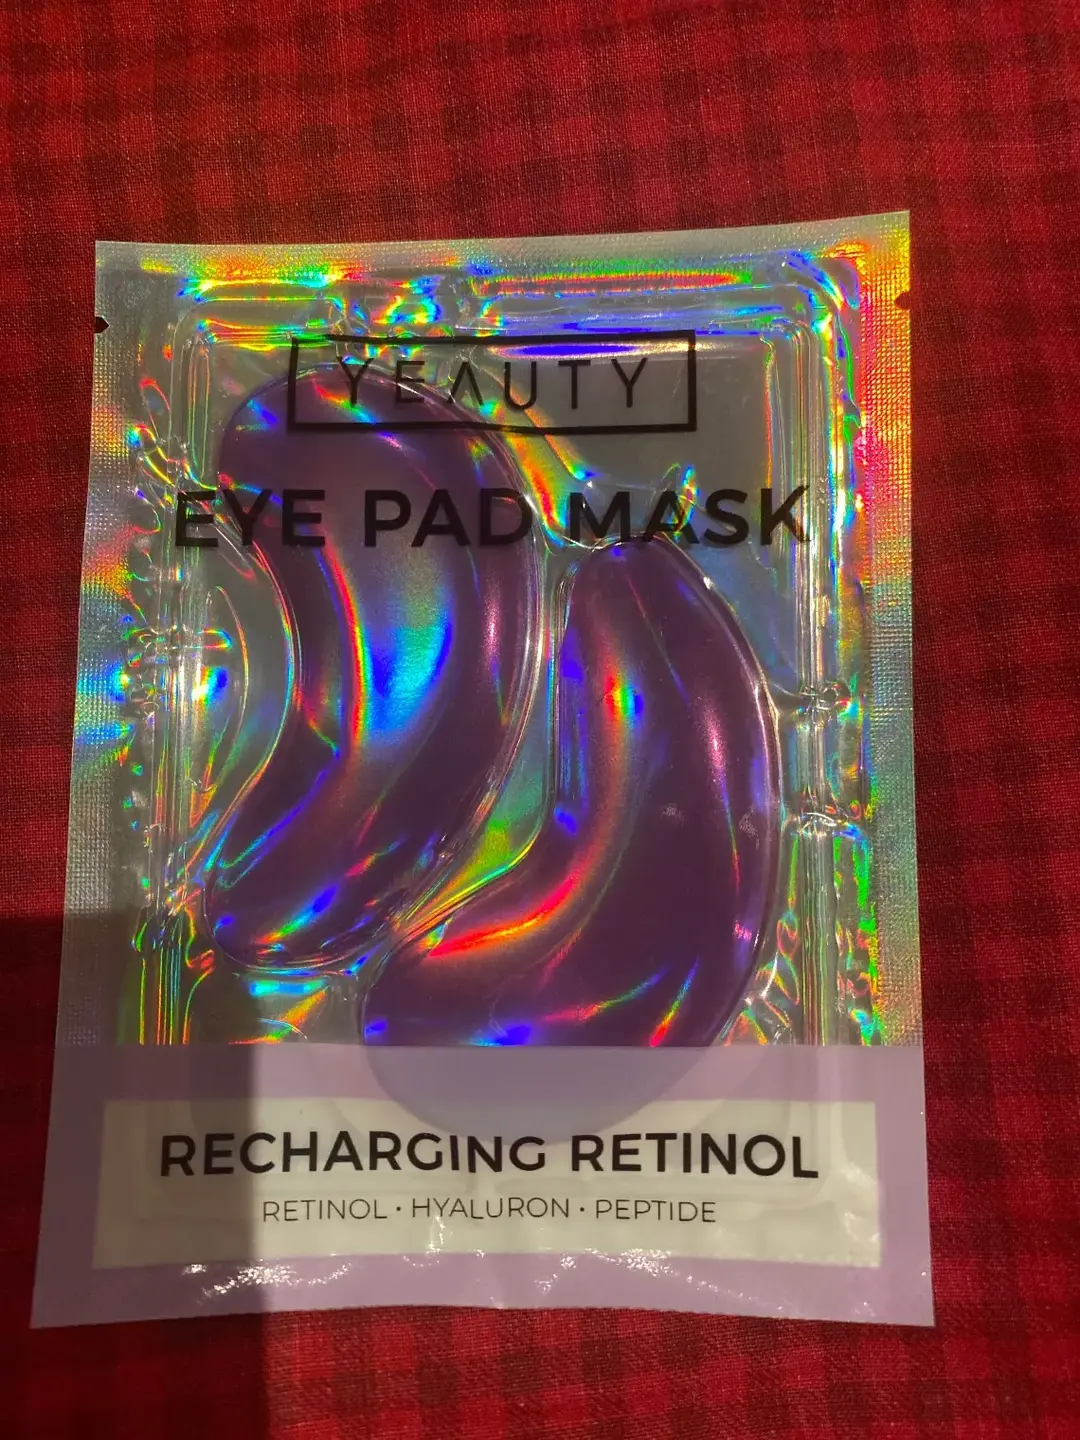 YEAUTY
EYE PAD MASK
RECHARGING RETINOL
RETINOL · HYALURON · PEPTIDE